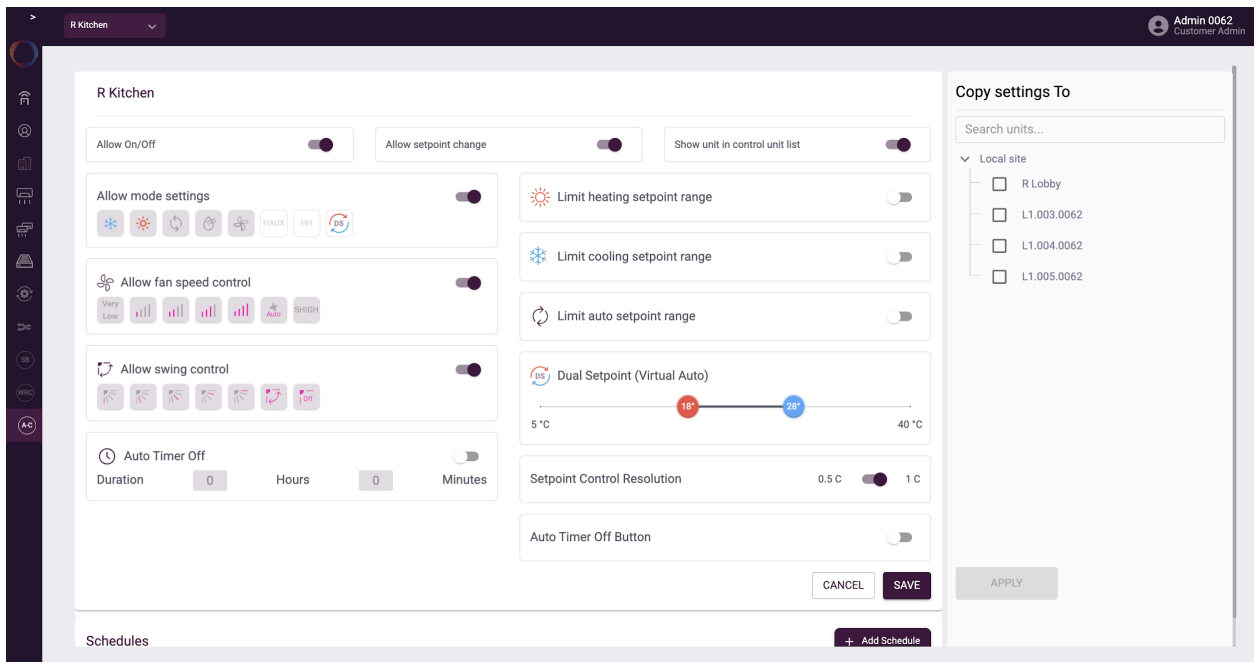 >
R Kitchen
Admin 0062
Customer Admin
R Kitchen
Allow On/Off
Allow setpoint change
Show unit in control unit list
Allow mode settings
HAUX
HH
DS
Allow fan speed control
Very
Low
Auto
SHIGH
Allow swing control
Off
Auto Timer Off
Duration
0
Hours
0
Minutes
Limit heating setpoint range
Limit cooling setpoint range
Limit auto setpoint range
DS
Dual Setpoint (Virtual Auto)
18°
28°
5 °C
40 °C
Setpoint Control Resolution
0.5 C
1 C
Auto Timer Off Button
CANCEL
SAVE
Schedules
+ Add Schedule
Copy settings To
Search units...
Local site
R Lobby
L1.003.0062
L1.004.0062
L1.005.0062
APPLY
SB
WRC
A-C